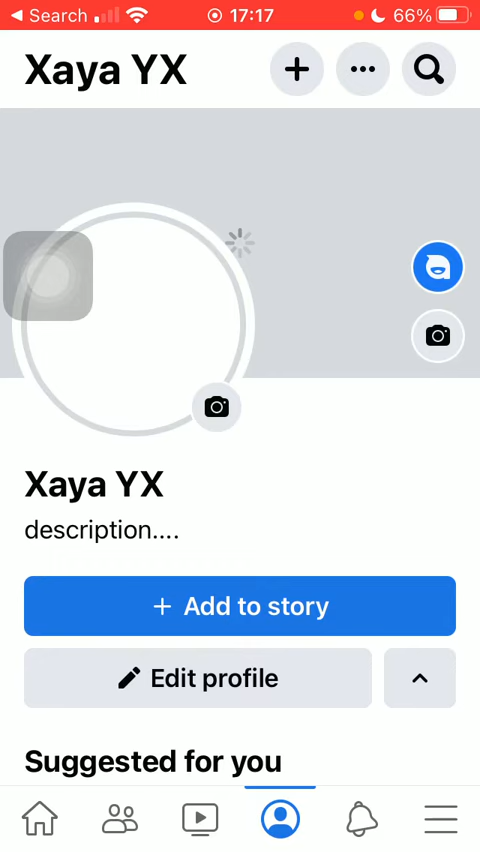 Search 17:17 66%
Xaya YX
Xaya YX
description....
+ Add to story
Edit profile
Suggested for you